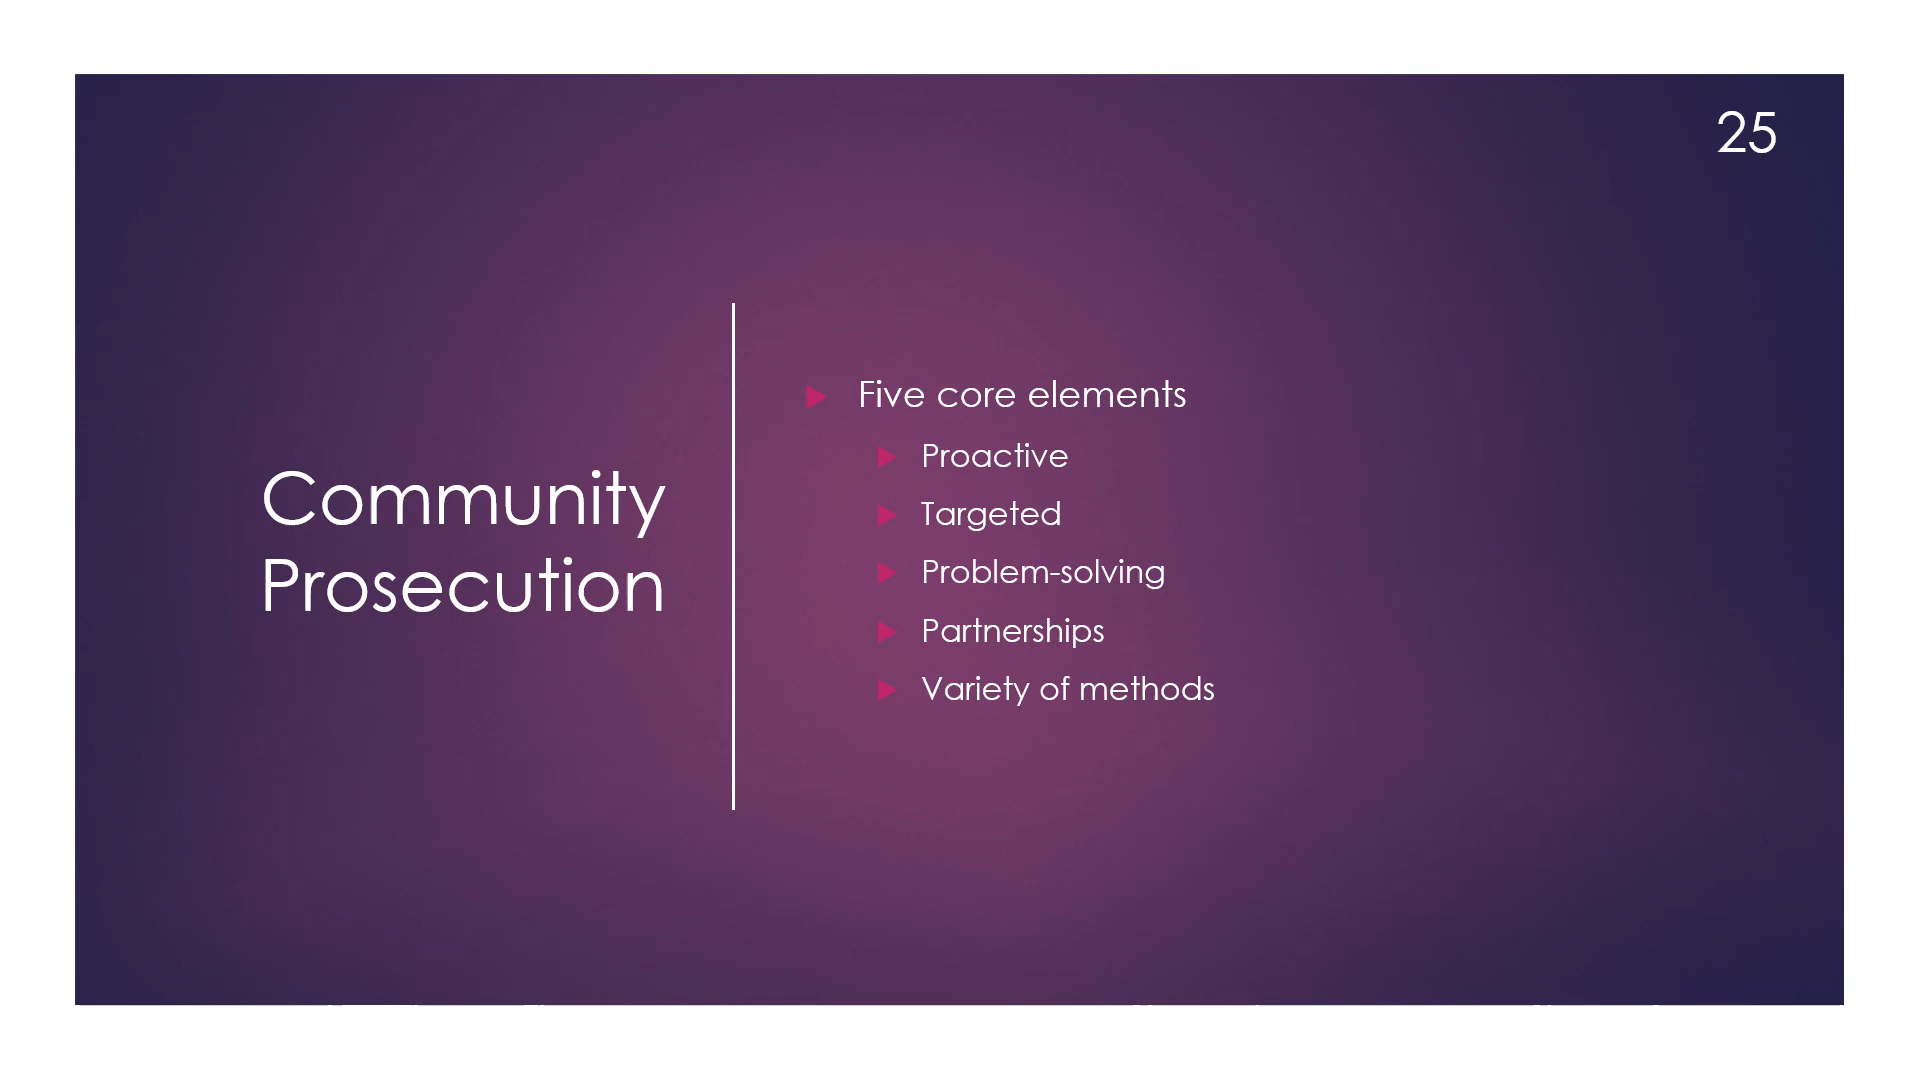 25
Community
Prosecution
Five core elements
Proactive
Targeted
Problem-solving
Partnerships
Variety of methods